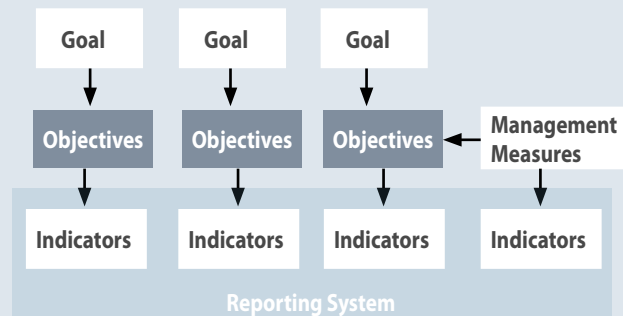 Goal
Goal
Goal
Objectives
Objectives
Objectives
Management
Measures
Indicators
Indicators
Indicators
Indicators
Reporting System